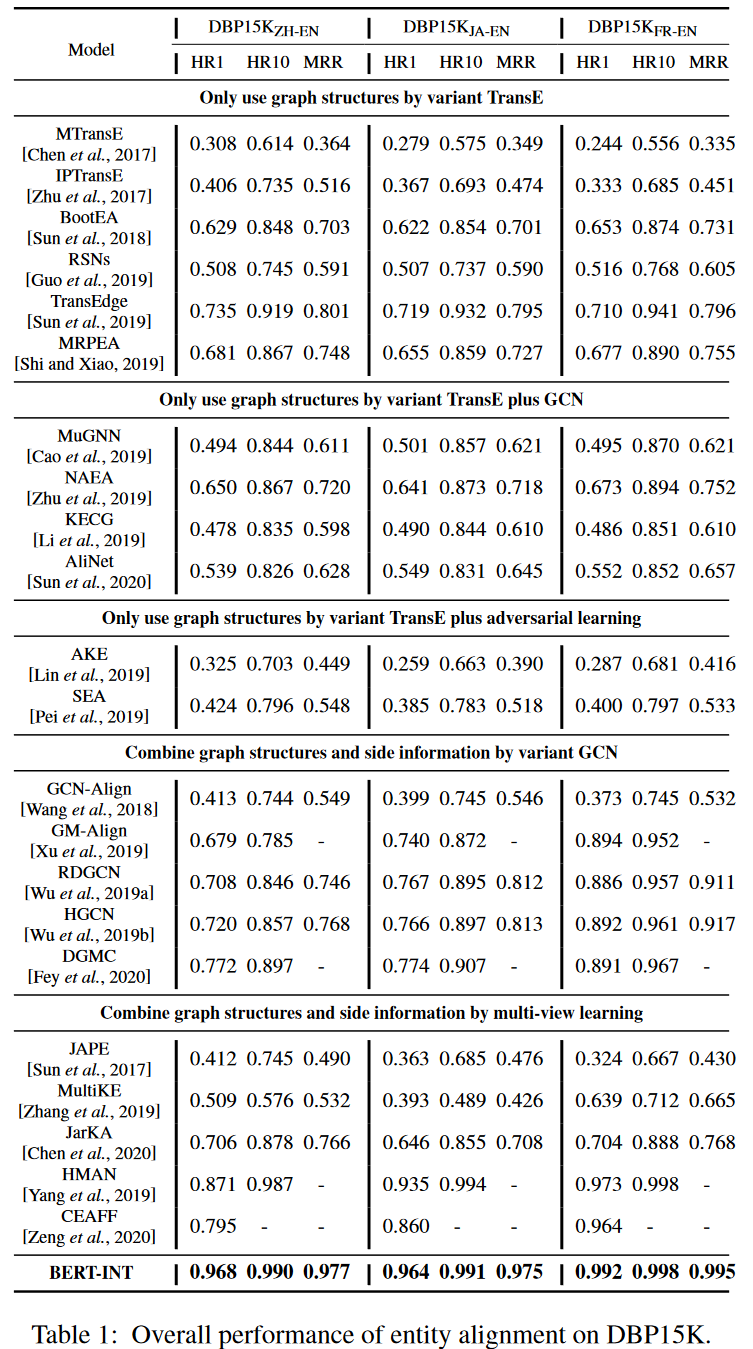 Model DBP15KZH-EN DBP15KJA-EN DBP15KFR-EN
HR1 HR10 MRR HR1 HR10 MRR HR1 HR10 MRR
Only use graph structures by variant TransE
MTransE
[Chen et al., 2017] 0.308 0.614 0.364 0.279 0.575 0.349 0.244 0.556 0.335
IPTransE
[Zhu et al., 2017] 0.406 0.735 0.516 0.367 0.693 0.474 0.333 0.685 0.451
BootEA
[Sun et al., 2018] 0.629 0.848 0.703 0.622 0.854 0.701 0.653 0.874 0.731
RSNs
[Guo et al., 2019] 0.508 0.745 0.591 0.507 0.737 0.590 0.516 0.768 0.605
TransEdge
[Sun et al., 2019] 0.735 0.919 0.801 0.719 0.932 0.795 0.710 0.941 0.796
MRPEA
[Shi and Xiao, 2019] 0.681 0.867 0.748 0.655 0.859 0.727 0.677 0.890 0.755
Only use graph structures by variant TransE plus GCN
MuGNN
[Cao et al., 2019] 0.494 0.844 0.611 0.501 0.857 0.621 0.495 0.870 0.621
NAEA
[Zhu et al., 2019] 0.650 0.867 0.720 0.641 0.873 0.718 0.673 0.894 0.752
KECG
[Li et al., 2019] 0.478 0.835 0.598 0.490 0.844 0.610 0.486 0.851 0.610
AliNet
[Sun et al., 2020] 0.539 0.826 0.628 0.549 0.831 0.645 0.552 0.852 0.657
Only use graph structures by variant TransE plus adversarial learning
AKE
[Lin et al., 2019] 0.325 0.703 0.449 0.259 0.663 0.390 0.287 0.681 0.416
SEA
[Pei et al., 2019] 0.424 0.796 0.548 0.385 0.783 0.518 0.400 0.797 0.533
Combine graph structures and side information by variant GCN
GCN-Align
[Wang et al., 2018] 0.413 0.744 0.549 0.399 0.745 0.546 0.373 0.745 0.532
GM-Align
[Xu et al., 2019] 0.679 0.785 - 0.740 0.872 - 0.894 0.952 -
RDGCN
[Wu et al., 2019a] 0.708 0.846 0.746 0.767 0.895 0.812 0.886 0.957 0.911
HGCN
[Wu et al., 2019b] 0.720 0.857 0.768 0.766 0.897 0.813 0.892 0.961 0.917
DGMC
[Fey et al., 2020] 0.772 0.897 - 0.774 0.907 - 0.891 0.967 -
Combine graph structures and side information by multi-view learning
JAPE
[Sun et al., 2017] 0.412 0.745 0.490 0.363 0.685 0.476 0.324 0.667 0.430
MultiKE
[Zhang et al., 2019] 0.509 0.576 0.532 0.393 0.489 0.426 0.639 0.712 0.665
JarKA
[Chen et al., 2020] 0.706 0.878 0.766 0.646 0.855 0.708 0.704 0.888 0.768
HMAN
[Yang et al., 2019] 0.871 0.987 - 0.935 0.994 - 0.973 0.998 -
CEAFF
[Zeng et al., 2020] 0.795 - - 0.860 - - 0.964 - -
BERT-INT 0.968 0.990 0.977 0.964 0.991 0.975 0.992 0.998 0.995
Table 1: Overall performance of entity alignment on DBP15K.